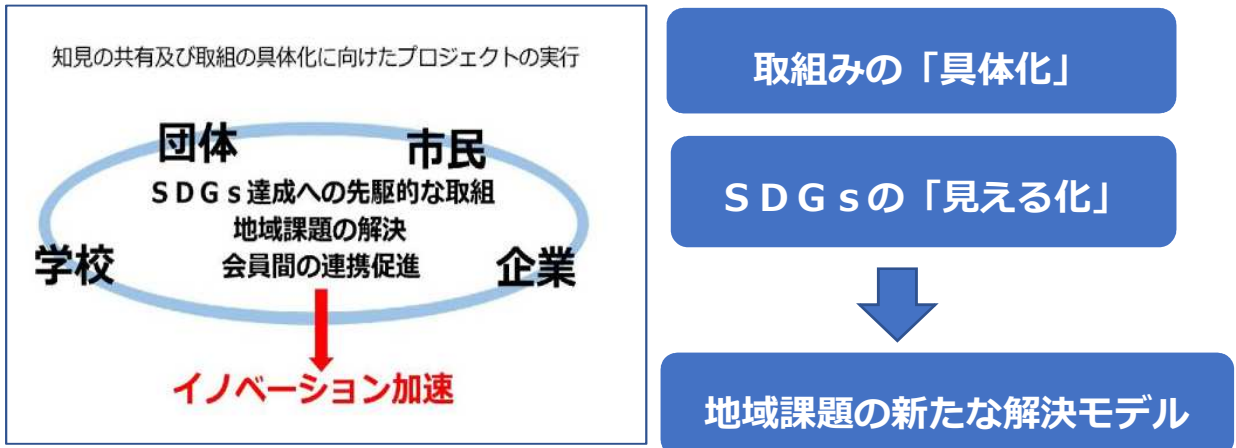 知見の共有及び取組の具体化に向けたプロジェクトの実行
団体
市民
ＳＤＧｓ達成への先駆的な取組
地域課題の解決
会員間の連携促進
学校
企業
イノベーション加速
取組みの「具体化」
ＳＤＧｓの「見える化」
地域課題の新たな解決モデル